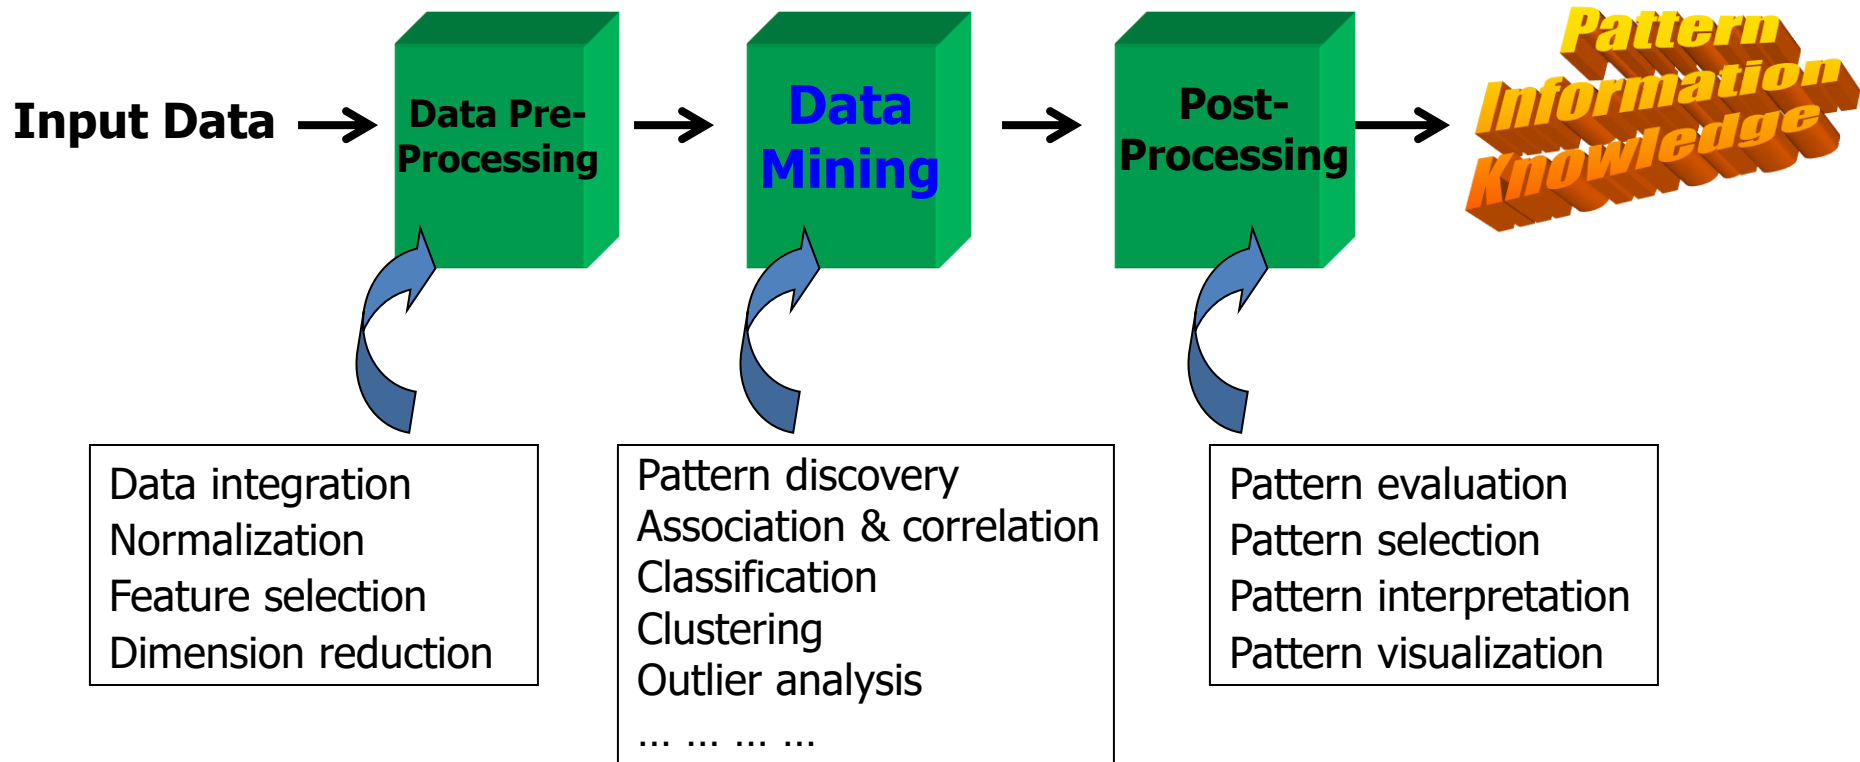 Input Data
Data Pre-
Processing
Data
Mining
Post-
Processing
Pattern
Information
Knowledge
Data integration
Normalization
Feature selection
Dimension reduction
Pattern discovery
Association & correlation
Classification
Clustering
Outlier analysis
… … … …
Pattern evaluation
Pattern selection
Pattern interpretation
Pattern visualization